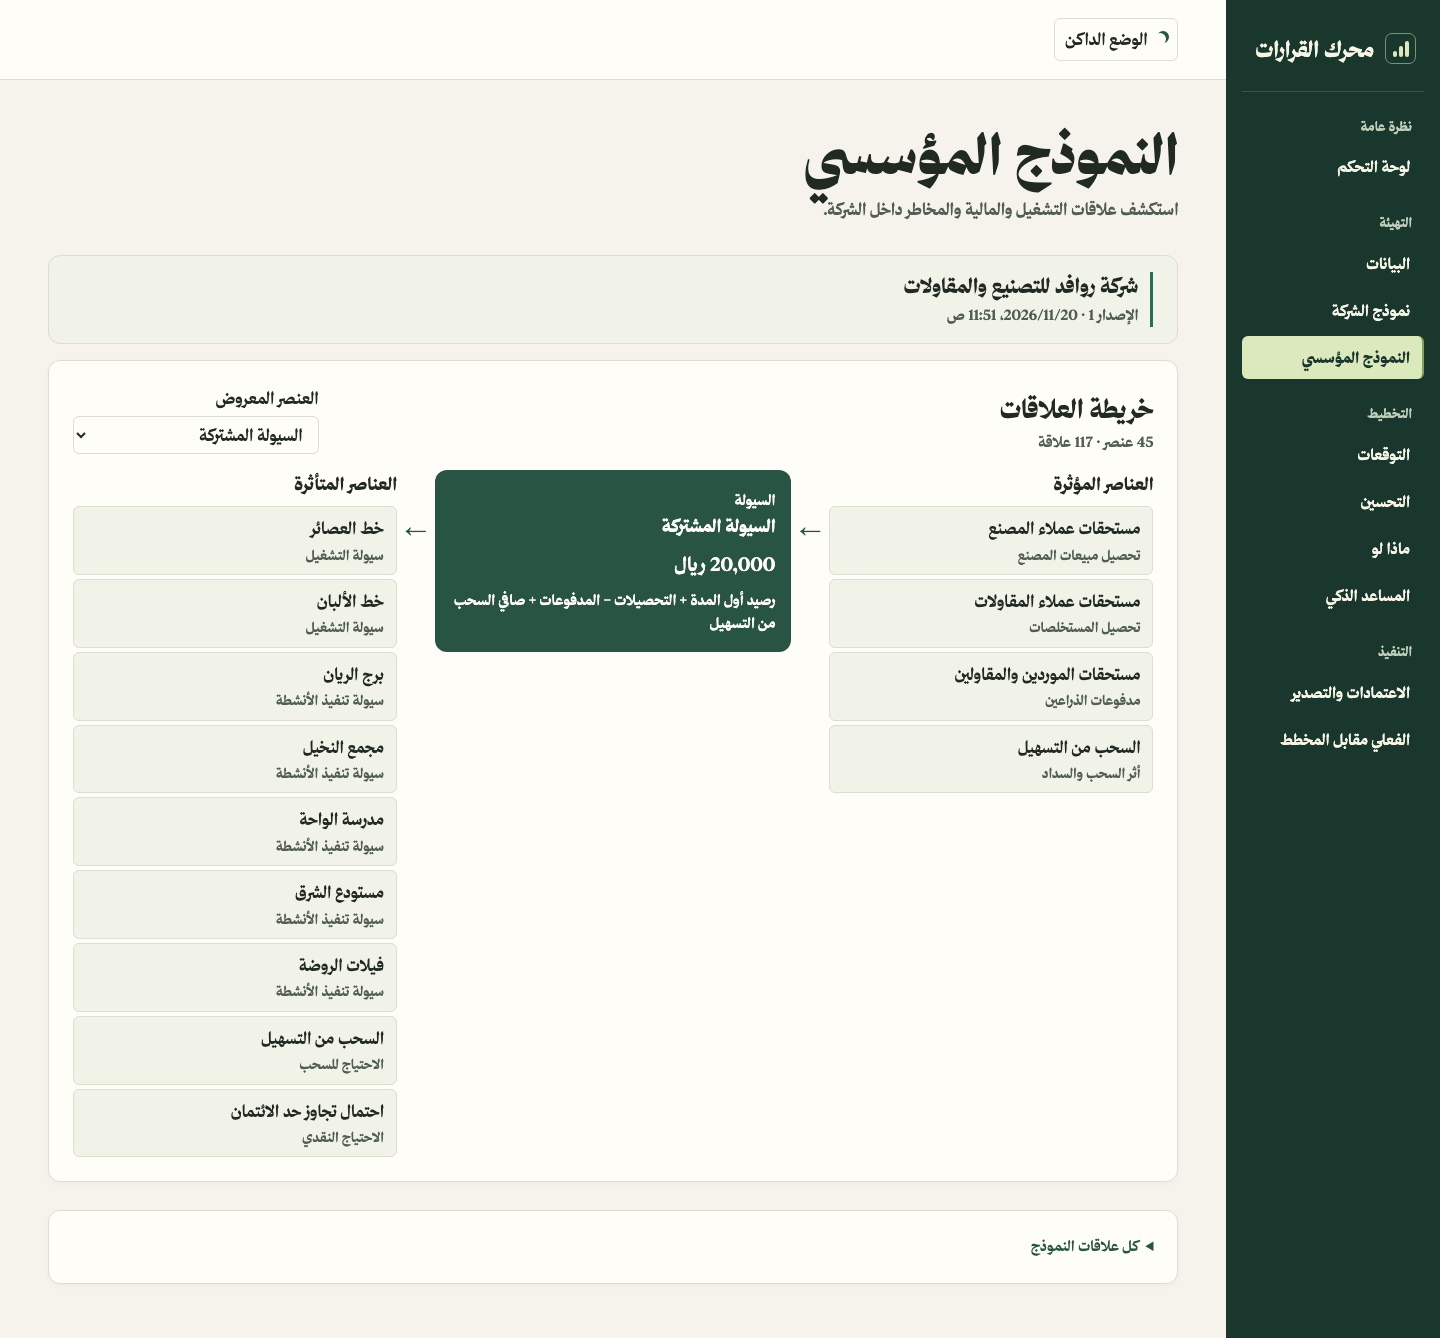 محرك القرارات
نظرة عامة
لوحة التحكم
التهيئة
البيانات
نموذج الشركة
النموذج المؤسسي
التخطيط
التوقعات
التحسين
ماذا لو
المساعد الذكي
التنفيذ
الاعتمادات والتصدير
الفعلي مقابل المخطط
الوضع الداكن
النموذج المؤسسي
استكشف علاقات التشغيل والمالية والمخاطر داخل الشركة.
شركة روافد للتصنيع والمقاولات
الإصدار 1 · 2026/11/20، 11:51 ص
خريطة العلاقات
45 عنصر · 117 علاقة
العنصر المعروض
السيولة المشتركة
العناصر المؤثرة
مستحقات عملاء المصنع
تحصيل مبيعات المصنع
مستحقات عملاء المقاولات
تحصيل المستخلصات
مستحقات الموردين والمقاولين
مدفوعات الذراعين
السحب من التسهيل
أثر السحب والسداد
←
السيولة
السيولة المشتركة
20,000 ريال
رصيد أول المدة + التحصيلات − المدفوعات + صافي السحب
من التسهيل
←
العناصر المتأثرة
خط العصائر
سيولة التشغيل
خط الألبان
سيولة التشغيل
برج الريان
سيولة تنفيذ الأنشطة
مجمع النخيل
سيولة تنفيذ الأنشطة
مدرسة الواحة
سيولة تنفيذ الأنشطة
مستودع الشرق
سيولة تنفيذ الأنشطة
فيلات الروضة
سيولة تنفيذ الأنشطة
السحب من التسهيل
الاحتياج للسحب
احتمال تجاوز حد الائتمان
الاحتياج النقدي
كل علاقات النموذج